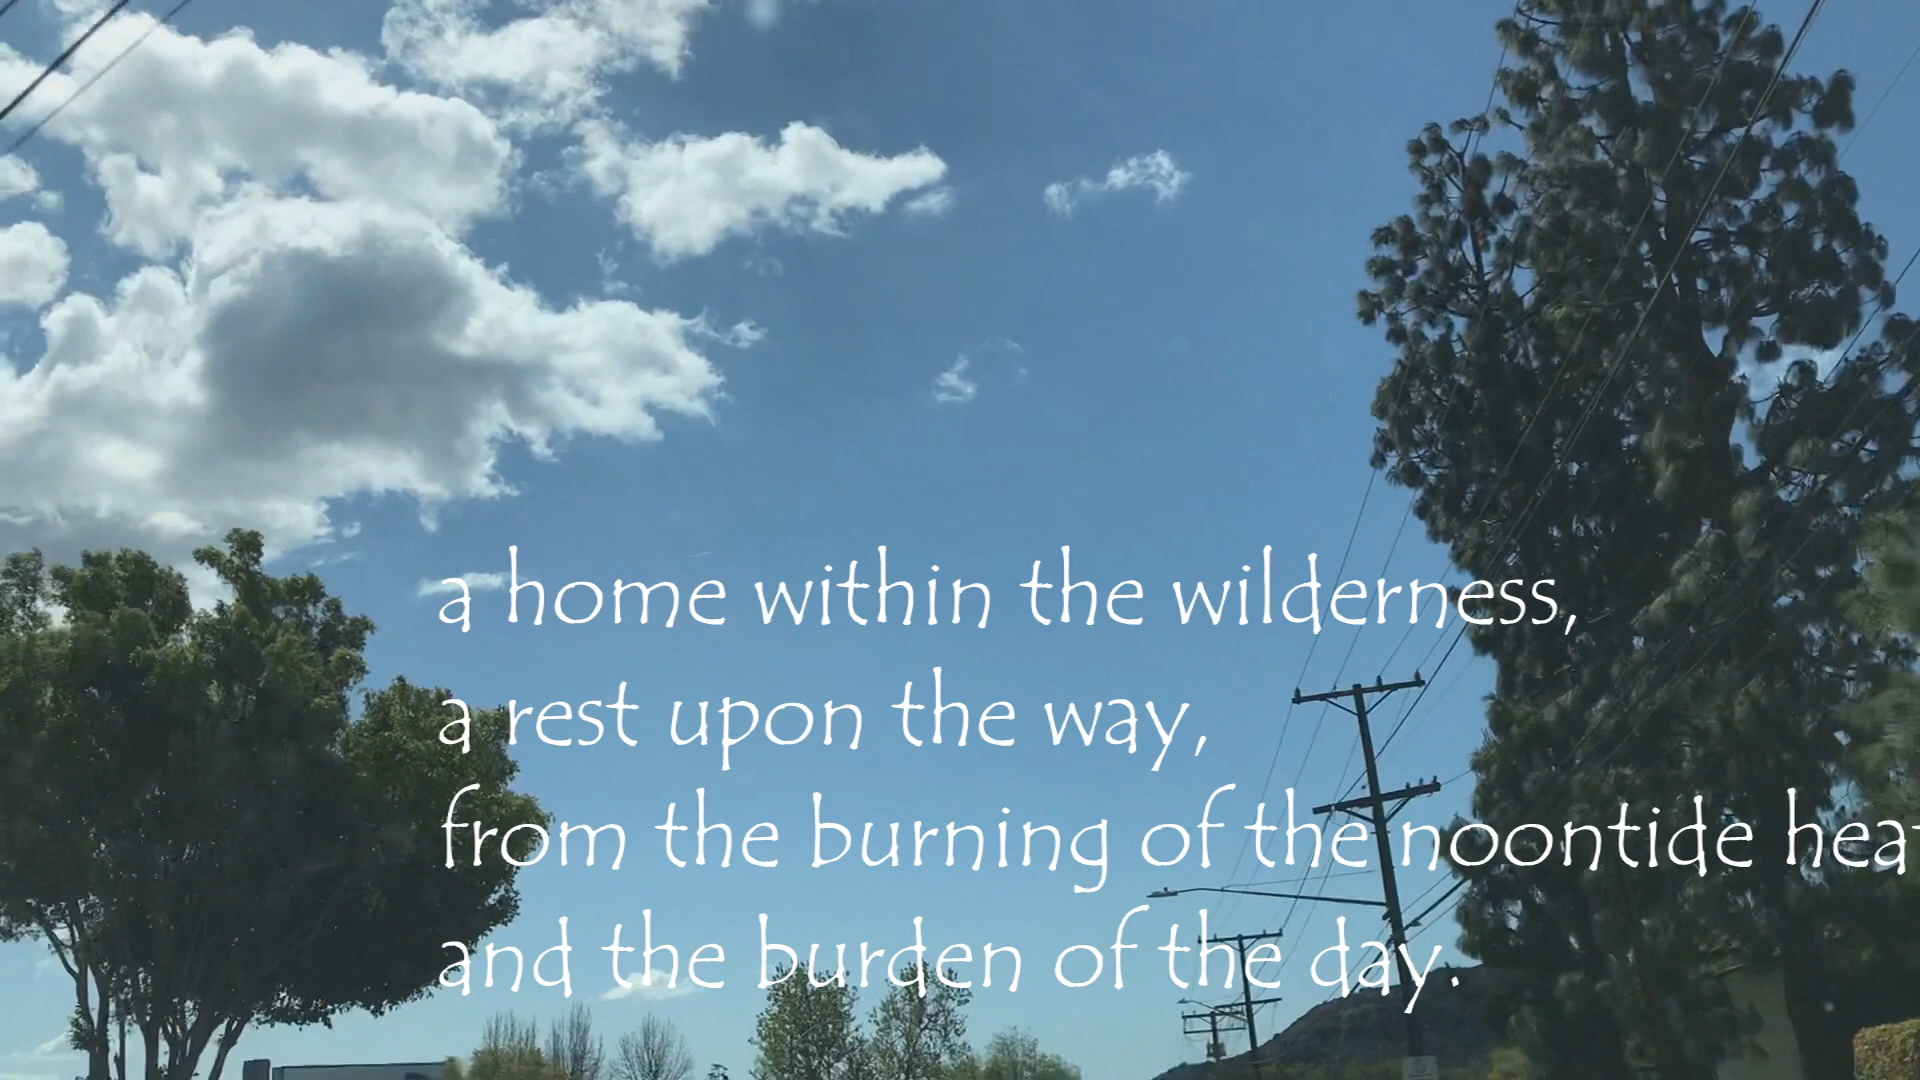 a home within the wilderness,
a rest upon the way,
from the burning of the noontide hea
and the burden of the day.